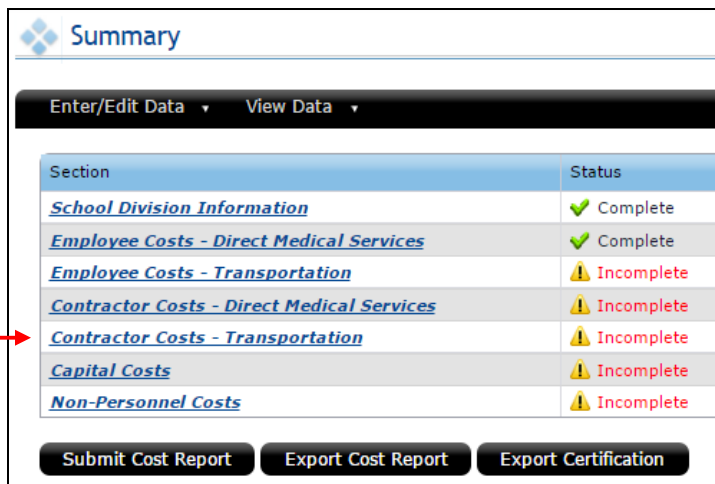 Summary
Enter/Edit Data View Data
Section Status
School Division Information Complete
Employee Costs - Direct Medical Services Complete
Employee Costs - Transportation Incomplete
Contractor Costs - Direct Medical Services Incomplete
Contractor Costs - Transportation Incomplete
Capital Costs Incomplete
Non-Personnel Costs Incomplete
Submit Cost Report Export Cost Report Export Certification